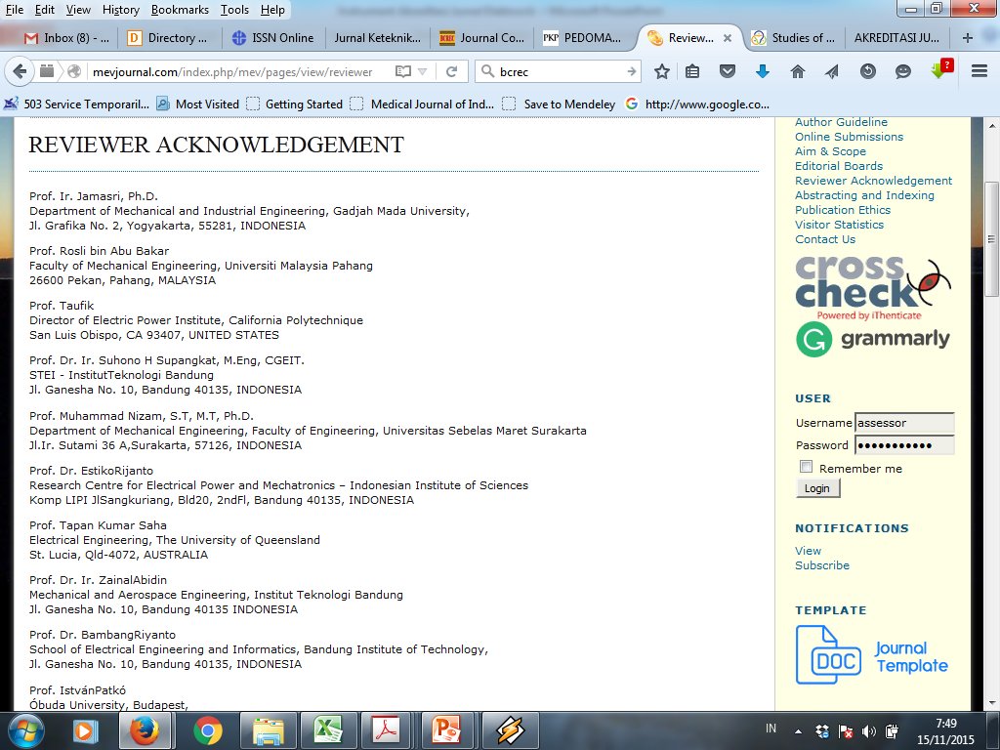 File Edit View History Bookmarks Tools Help
Inbox (8) - ... Directory ... ISSN Online Jurnal Keteknik... Journal Co... PKP PEDOMA... Review... Studies of ... AKREDITASI JU...
mevjournal.com/index.php/mev/pages/view/reviewer bcrec
503 Service Temporaril... Most Visited Getting Started Medical Journal of Ind... Save to Mendeley http://www.google.co...
REVIEWER ACKNOWLEDGEMENT
Prof. Ir. Jamasri, Ph.D.
Department of Mechanical and Industrial Engineering, Gadjah Mada University,
Jl. Grafika No. 2, Yogyakarta, 55281, INDONESIA
Prof. Rosli bin Abu Bakar
Faculty of Mechanical Engineering, Universiti Malaysia Pahang
26600 Pekan, Pahang, MALAYSIA
Prof. Taufik
Director of Electric Power Institute, California Polytechnique
San Luis Obispo, CA 93407, UNITED STATES
Prof. Dr. Ir. Suhono H Supangkat, M.Eng, CGEIT.
STEI - InstitutTeknologi Bandung
Jl. Ganesha No. 10, Bandung 40135, INDONESIA
Prof. Muhammad Nizam, S.T, M.T, Ph.D.
Department of Mechanical Engineering, Faculty of Engineering, Universitas Sebelas Maret Surakarta
Jl.Ir. Sutami 36 A,Surakarta, 57126, INDONESIA
Prof. Dr. EstikoRijanto
Research Centre for Electrical Power and Mechatronics – Indonesian Institute of Sciences
Komp LIPI JlSangkuriang, Bld20, 2ndFl, Bandung 40135, INDONESIA
Prof. Tapan Kumar Saha
Electrical Engineering, The University of Queensland
St. Lucia, Qld-4072, AUSTRALIA
Prof. Dr. Ir. ZainalAbidin
Mechanical and Aerospace Engineering, Institut Teknologi Bandung
Jl. Ganesha No. 10, Bandung 40135 INDONESIA
Prof. Dr. BambangRiyanto
School of Electrical Engineering and Informatics, Bandung Institute of Technology,
Jl. Ganesha No. 10, Bandung 40135, INDONESIA
Prof. IstvánPatkó
Óbuda University, Budapest,
Author Guideline
Online Submissions
Aim & Scope
Editorial Boards
Reviewer Acknowledgement
Abstracting and Indexing
Publication Ethics
Visitor Statistics
Contact Us
cross
check
Powered by iThenticate
grammarly
USER
Username assessor
Password
Remember me
Login
NOTIFICATIONS
View
Subscribe
TEMPLATE
DOC
Journal
Template
IN
7:49
15/11/2015